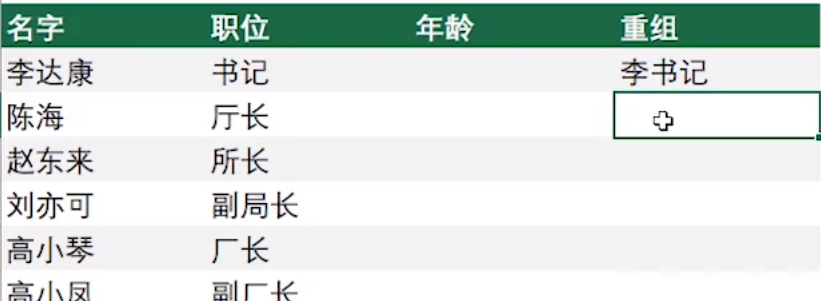 名字 职位 年龄 重组
李达康 书记 李书记
陈海 厅长
赵东来 所长
刘亦可 副局长
高小琴 厂长
高小凤 副厂长